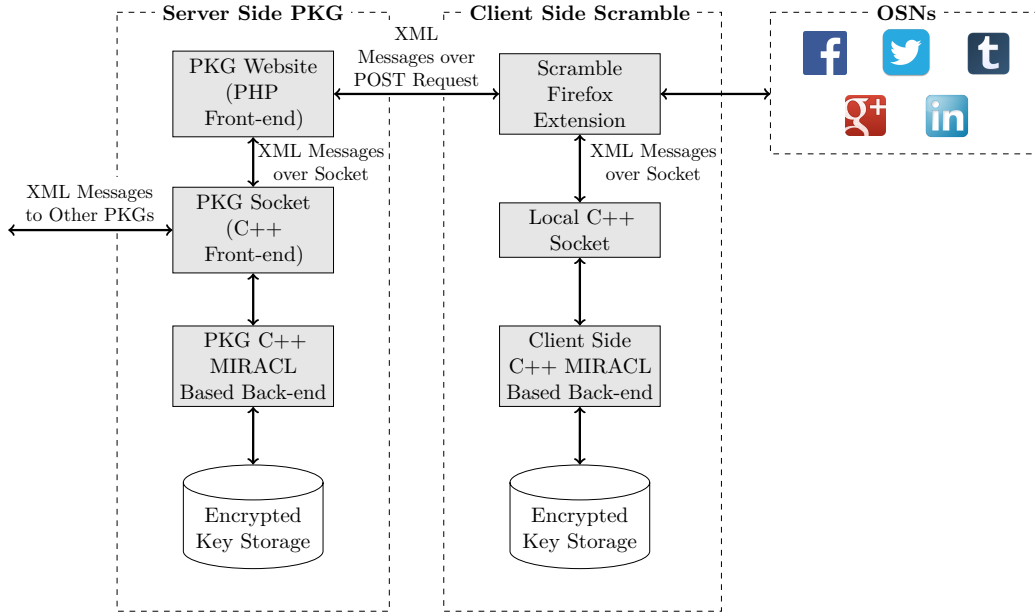 Server Side PKG
Client Side Scramble
OSNs
PKG Website
(PHP
Front-end)
XML
Messages over
POST Request
Scramble
Firefox
Extension
f
t
g+
in
XML Messages
over Socket
XML Messages
over Socket
XML Messages
to Other PKGs
PKG Socket
(C++
Front-end)
Local C++
Socket
PKG C++
MIRACL
Based Back-end
Client Side
C++ MIRACL
Based Back-end
Encrypted
Key Storage
Encrypted
Key Storage